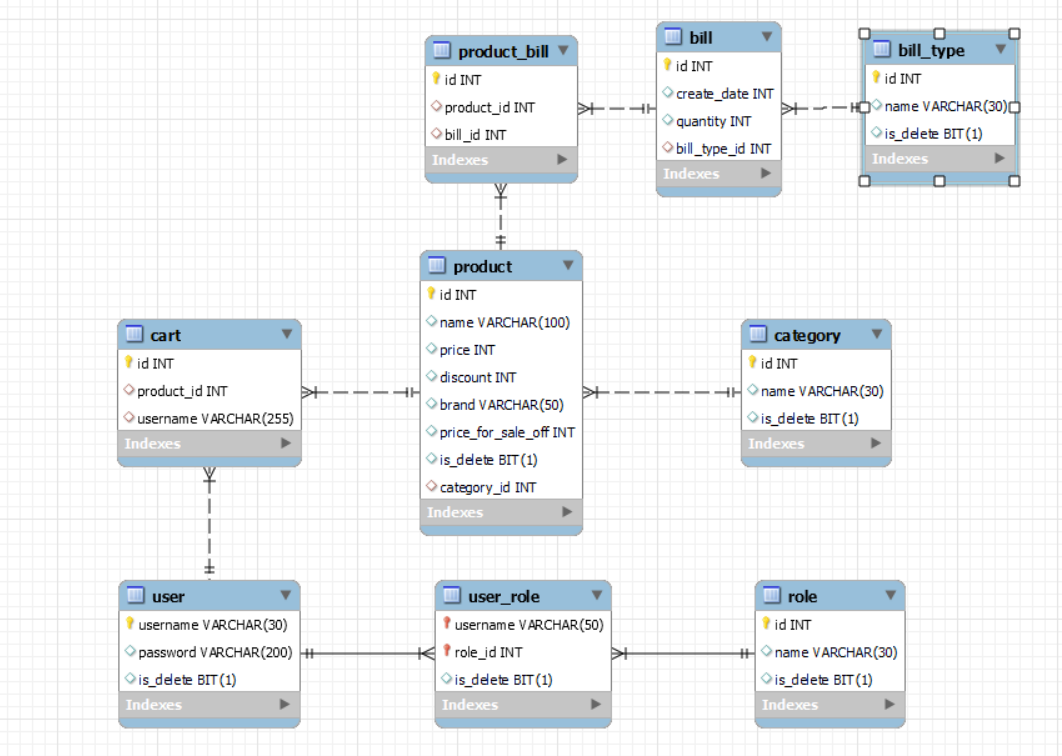 product_bill
id INT
product_id INT
bill_id INT
Indexes
bill
id INT
create_date INT
quantity INT
bill_type_id INT
Indexes
bill_type
id INT
name VARCHAR(30)
is_delete BIT(1)
Indexes
product
id INT
name VARCHAR(100)
price INT
discount INT
brand VARCHAR(50)
price_for_sale_off INT
is_delete BIT(1)
category_id INT
Indexes
cart
id INT
product_id INT
username VARCHAR(255)
Indexes
category
id INT
name VARCHAR(30)
is_delete BIT(1)
Indexes
user
username VARCHAR(30)
password VARCHAR(200)
is_delete BIT(1)
Indexes
user_role
username VARCHAR(50)
role_id INT
is_delete BIT(1)
Indexes
role
id INT
name VARCHAR(30)
is_delete BIT(1)
Indexes